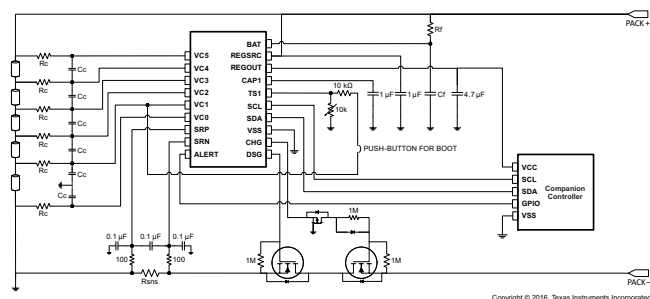 PACK+
Rf
BAT
REGSRC
REGOUT
CAP1
TS1
SCL
SDA
VSS
CHG
DSG
VC5
VC4
VC3
VC2
VC1
VC0
SRP
SRN
ALERT
Rc
Cc
Rc
Cc
Rc
Cc
Rc
Cc
Rc
Cc
Cc
Rc
10 kΩ
10k
1 µF
1 µF
Cf
4.7 µF
PUSH-BUTTON FOR BOOT
VCC
SCL
SDA
GPIO
VSS
Companion
Controller
0.1 µF
0.1 µF
0.1 µF
100
100
Rsns
1M
1M
1M
PACK–
Copyright © 2016, Texas Instruments Incorporated